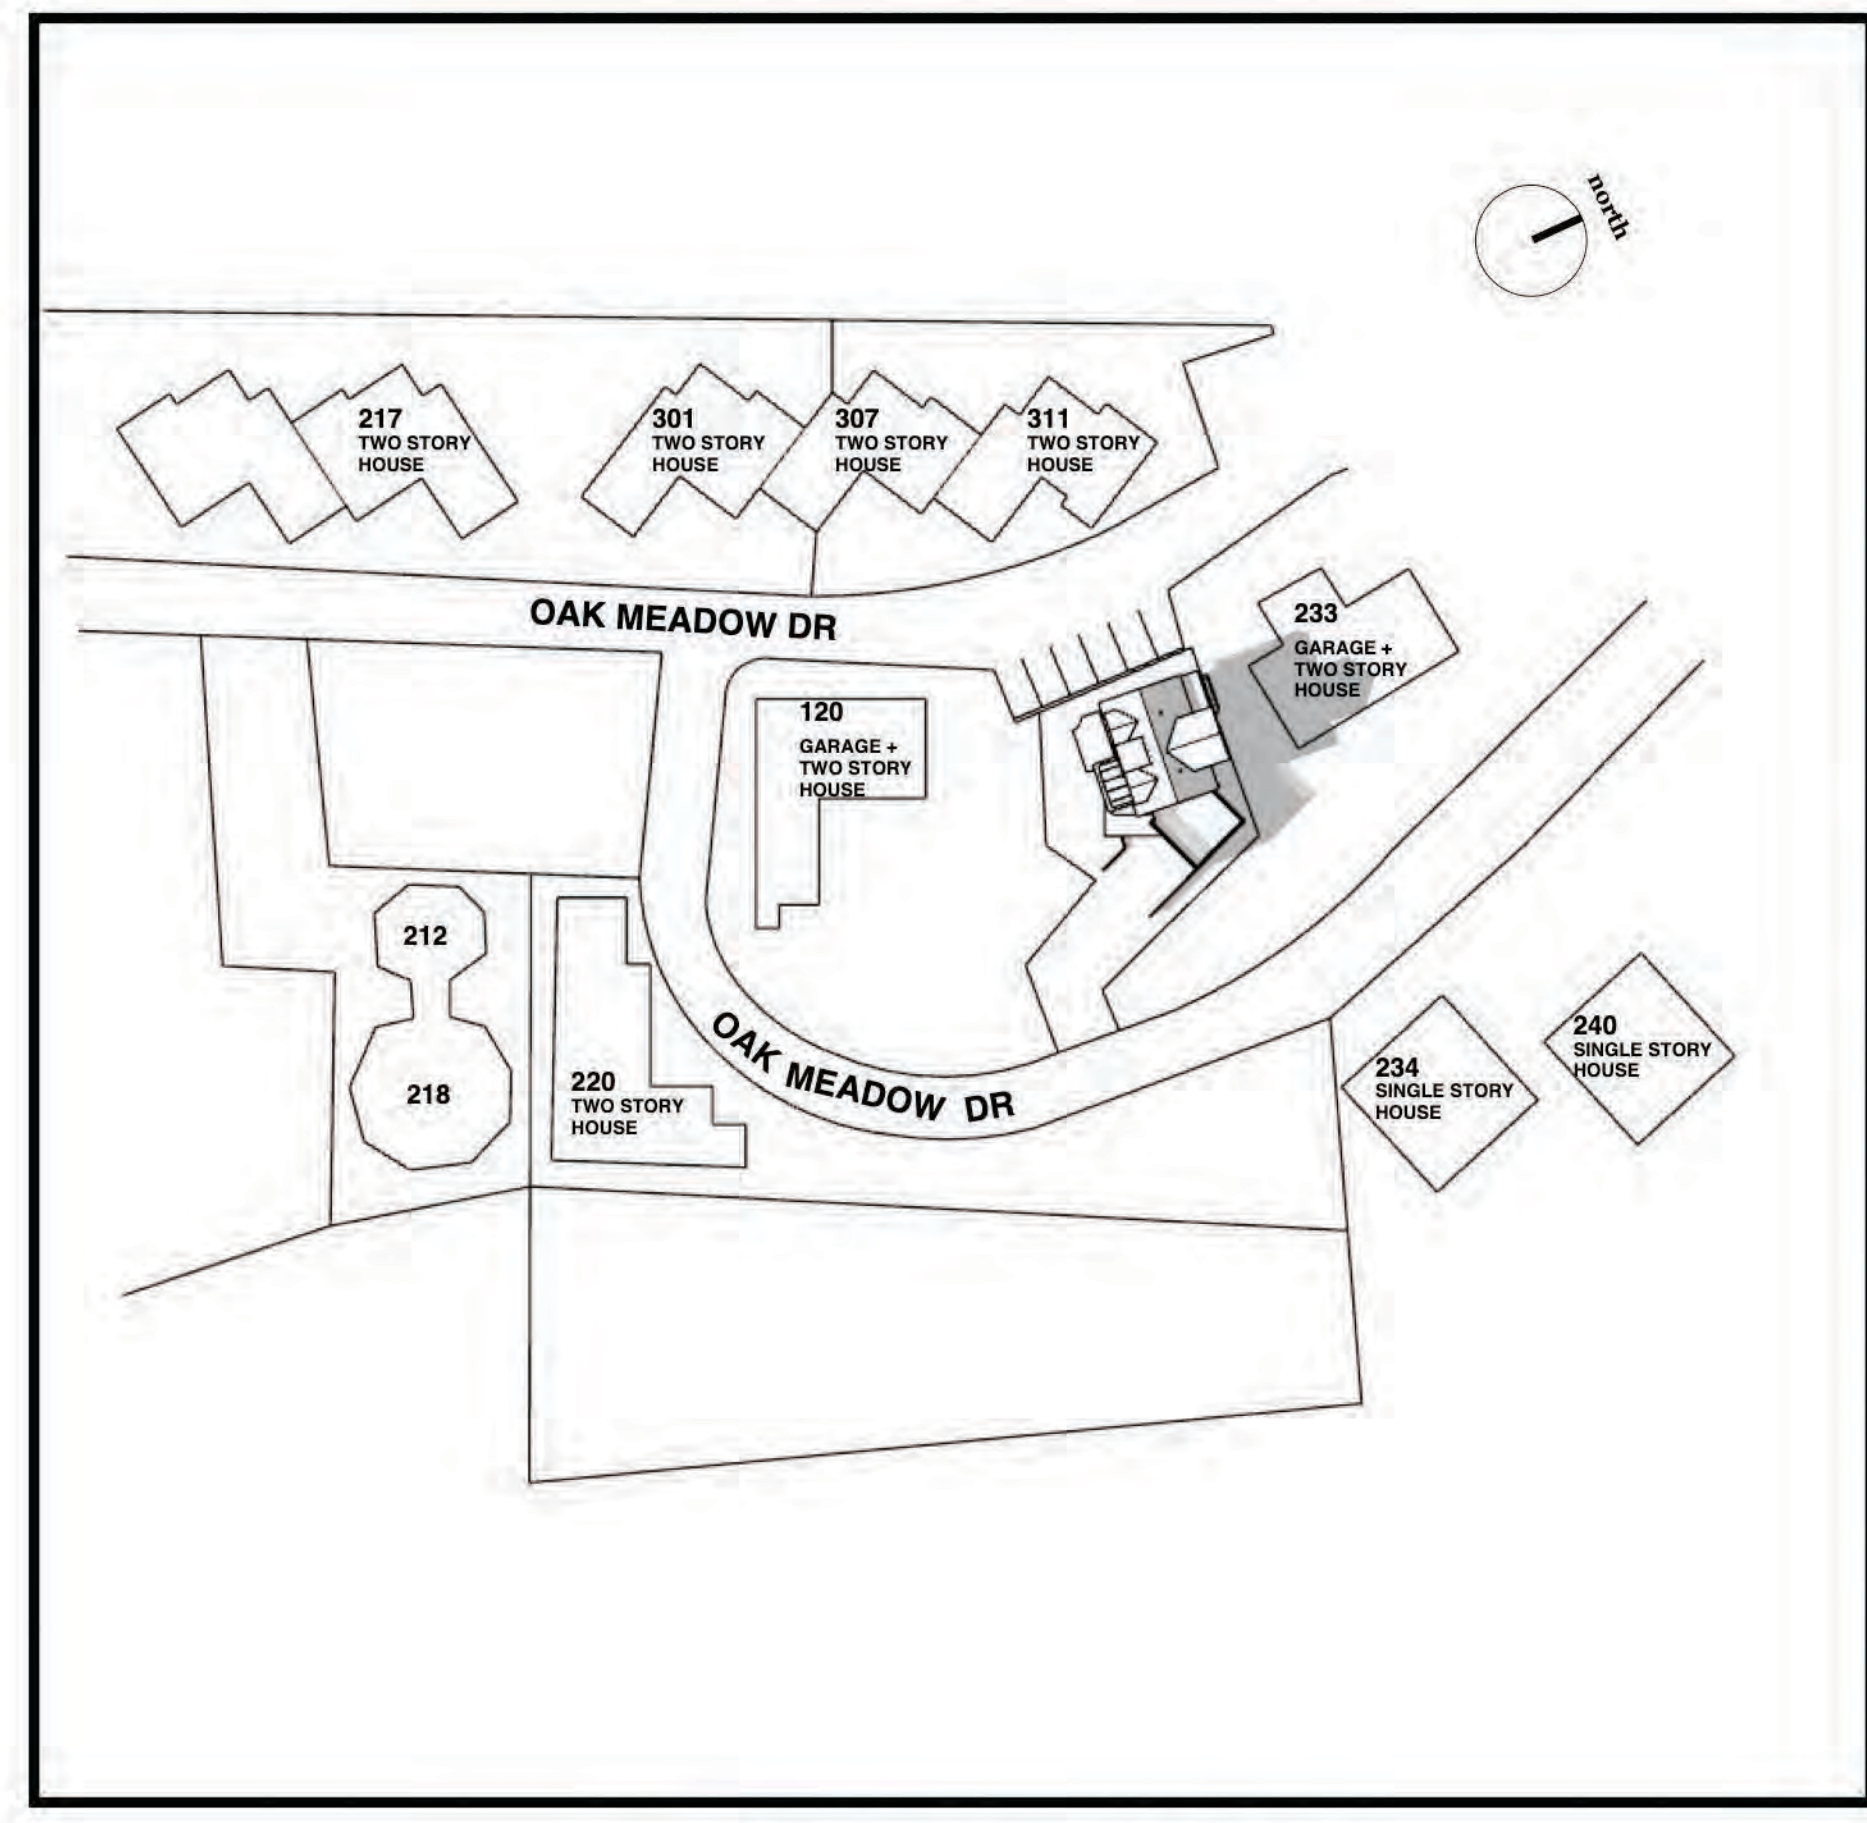 north
217
TWO STORY
HOUSE
301
TWO STORY
HOUSE
307
TWO STORY
HOUSE
311
TWO STORY
HOUSE
OAK MEADOW DR
233
GARAGE +
TWO STORY
HOUSE
120
GARAGE +
TWO STORY
HOUSE
212
218
220
TWO STORY
HOUSE
OAK MEADOW DR
234
SINGLE STORY
HOUSE
240
SINGLE STORY
HOUSE